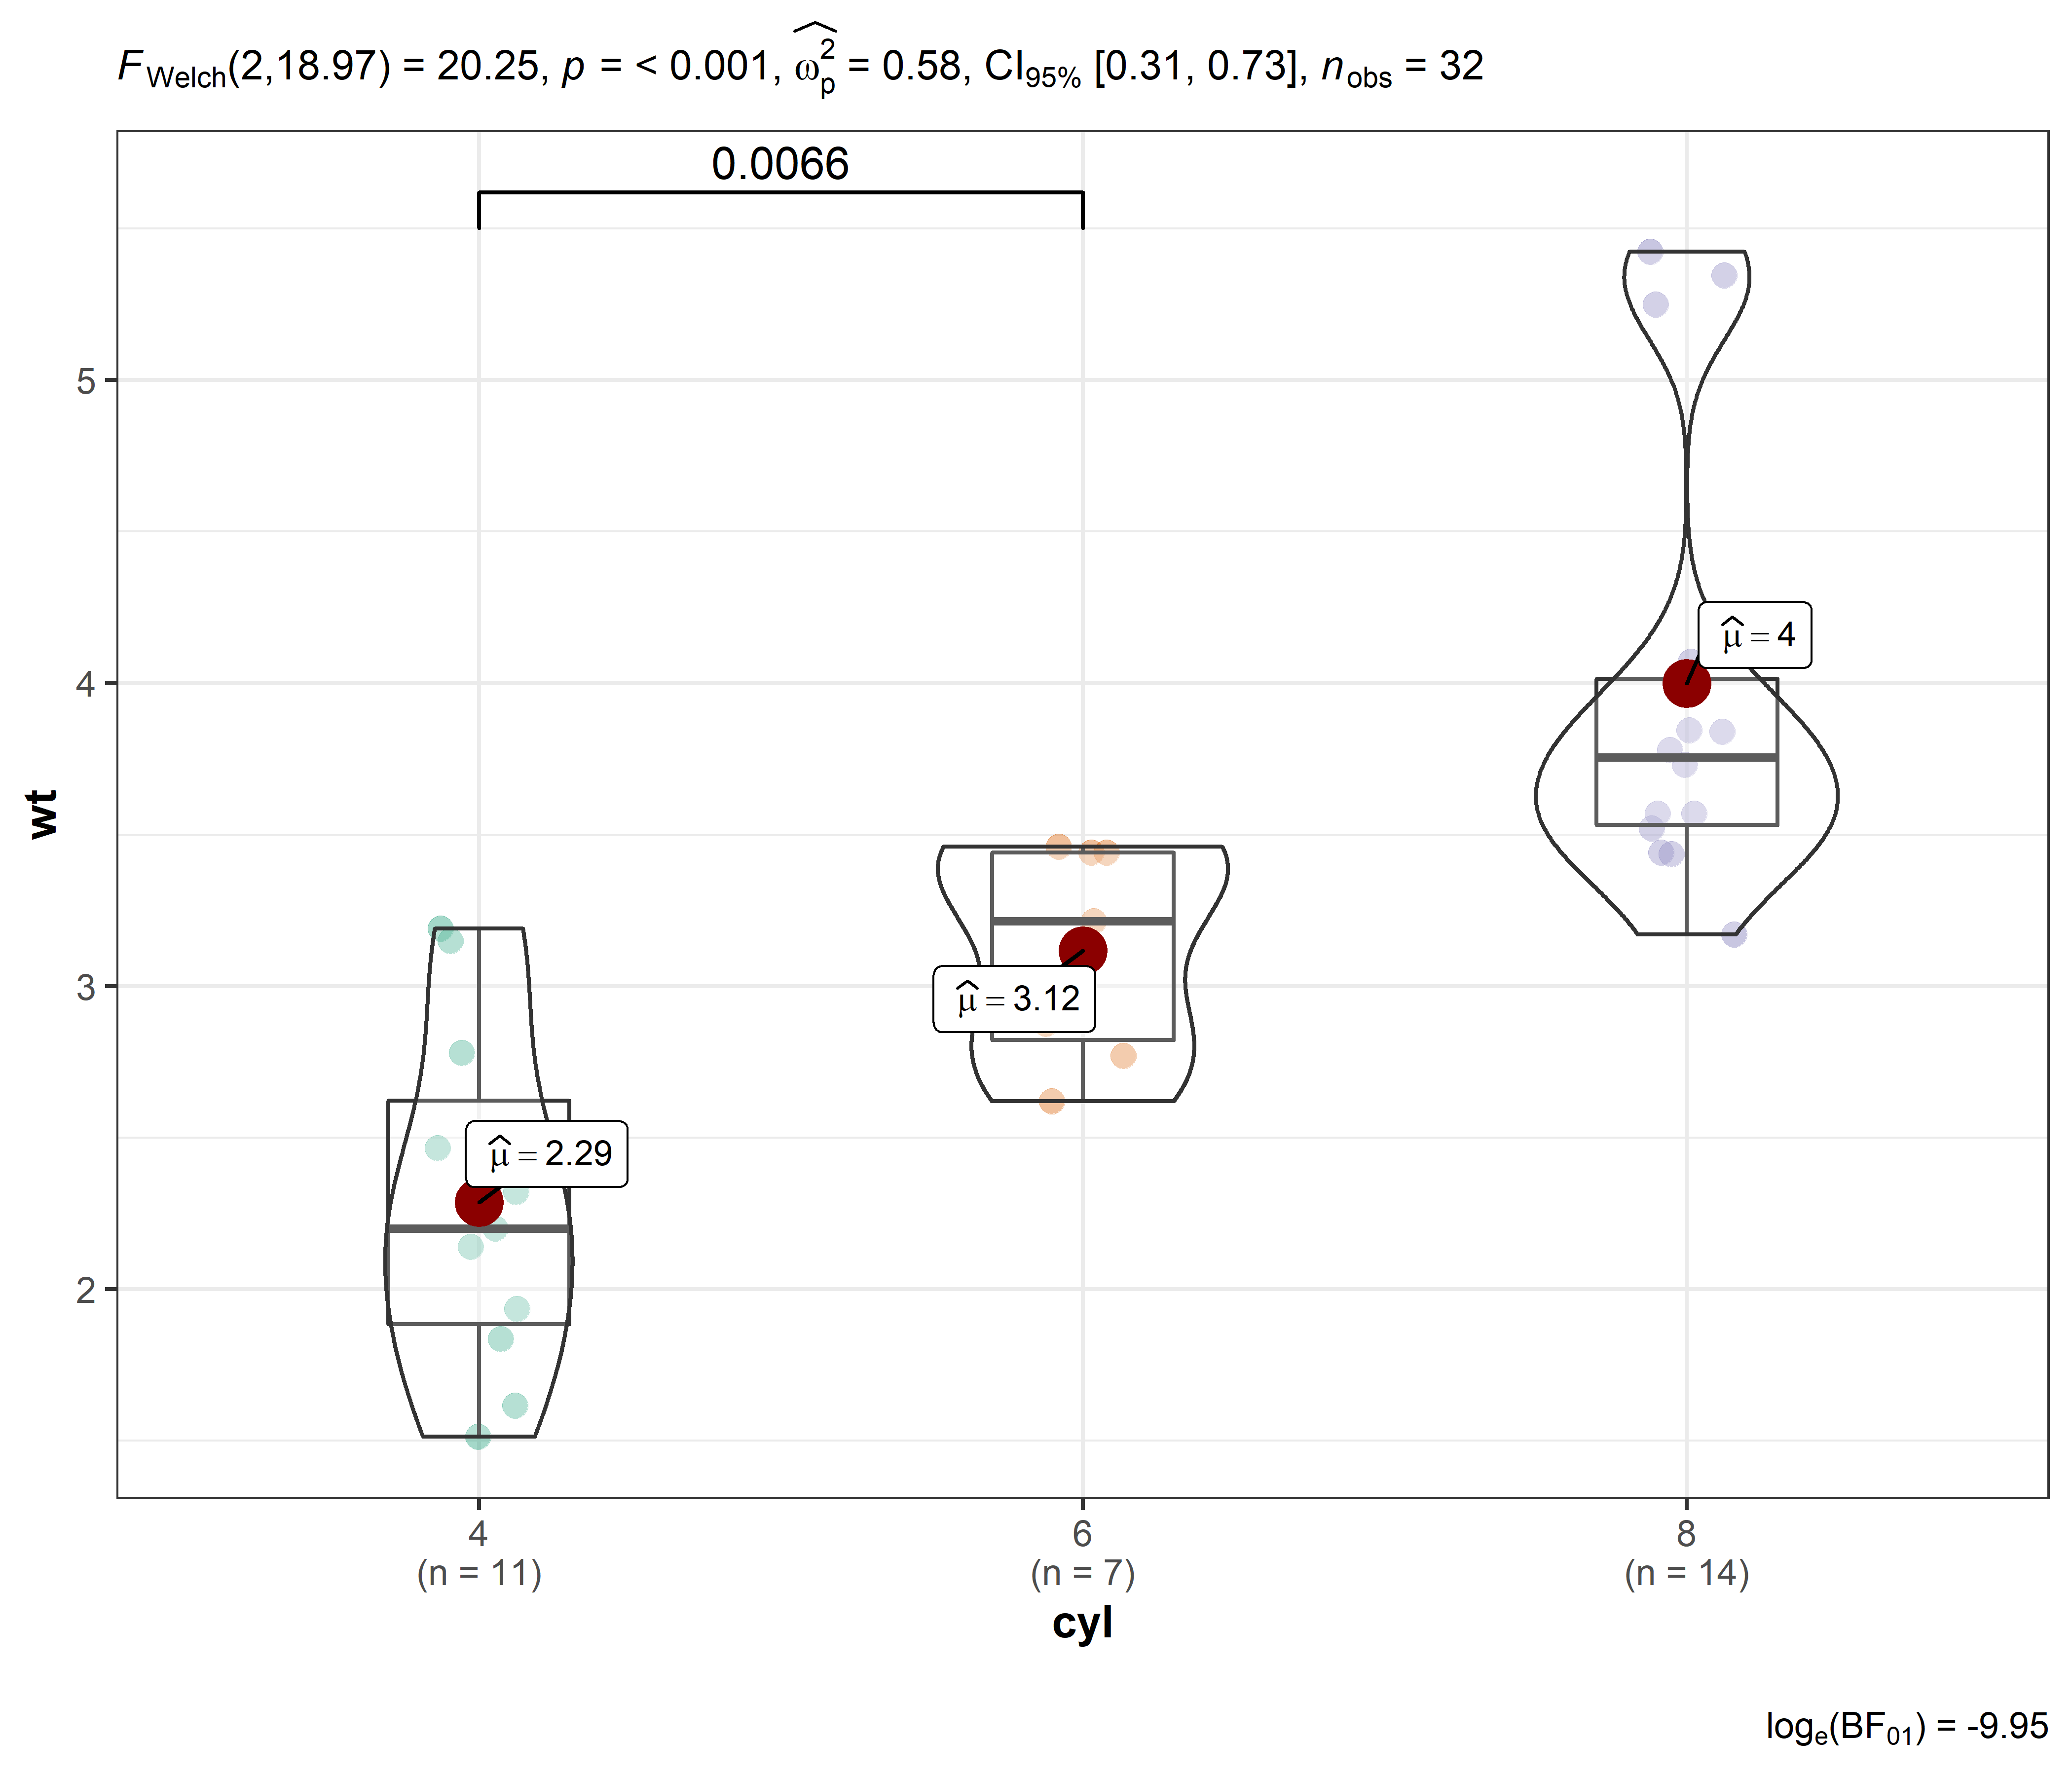 F_Welch(2,18.97) = 20.25, p = < 0.001, ω̂²_p = 0.58, CI_95% [0.31, 0.73], n_obs = 32
0.0066
5
4
3
2
wt
μ̂ = 4
μ̂ = 3.12
μ̂ = 2.29
4 6 8
(n = 11) (n = 7) (n = 14)
cyl
log_e(BF_01) = -9.95